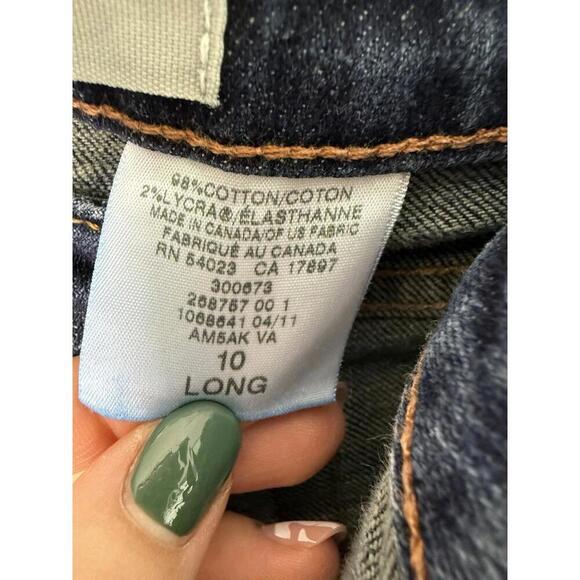 98%COTTON/COTON
2%LYCRA®/ÉLASTHANNE
MADE IN CANADA/OF US FABRIC
FABRIQUÉ AU CANADA
RN 54023 CA 17897
300673
268757 00 1
1068641 04/11
AM5AK VA
10
LONG